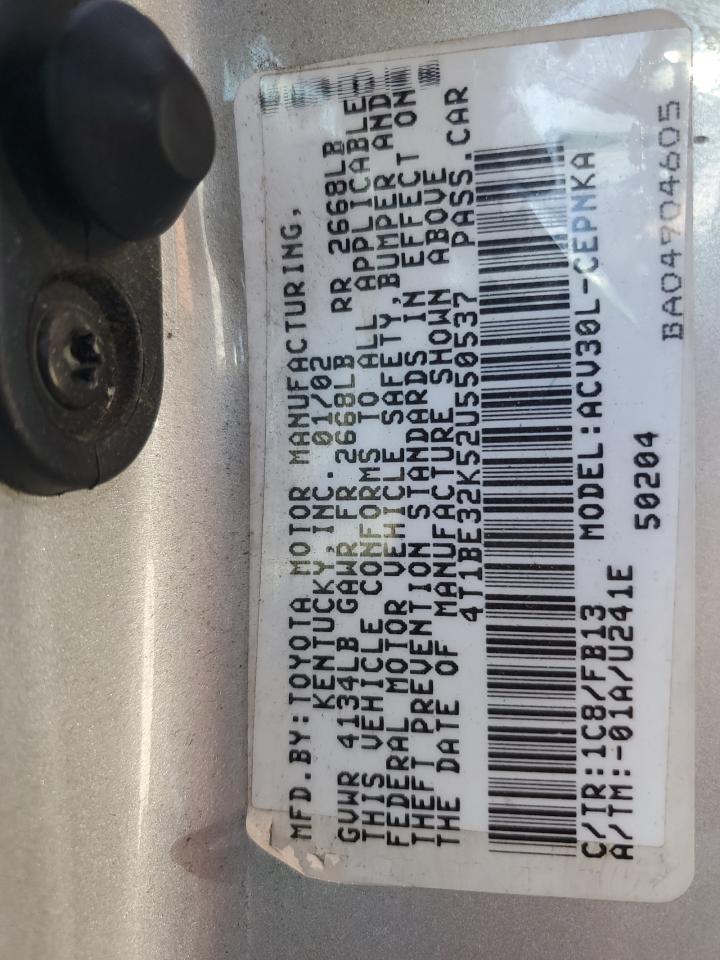 MFD.BY:TOYOTA MOTOR MANUFACTURING,
KENTUCKY,INC. 01/02
GVWR 4134LB GAWR FR 2668LB RR 2668LB
THIS VEHICLE CONFORMS TO ALL APPLICABLE
FEDERAL MOTOR VEHICLE SAFETY,BUMPER AND
THEFT PREVENTION STANDARDS IN EFFECT ON
THE DATE OF MANUFACTURE SHOWN ABOVE
4T1BE32K52U550537 PASS.CAR
C/TR:1C8/FB13 MODEL:ACV30L-CEPNKA
A/TM:-01A/U241E 50204
BA04904605